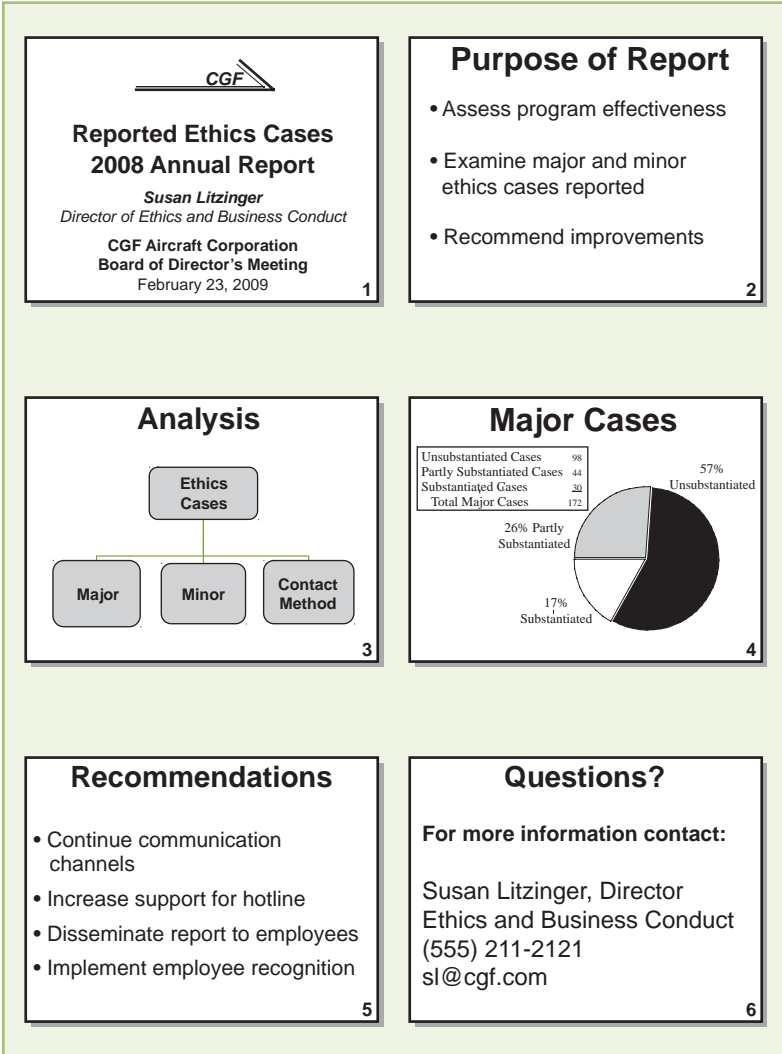 CGF
Reported Ethics Cases
2008 Annual Report
Susan Litzinger
Director of Ethics and Business Conduct
CGF Aircraft Corporation
Board of Director's Meeting
February 23, 2009
1
Purpose of Report
• Assess program effectiveness
• Examine major and minor
ethics cases reported
• Recommend improvements
2
Analysis
Ethics
Cases
Major
Minor
Contact
Method
3
Major Cases
Unsubstantiated Cases 98
Partly Substantiated Cases 44
Substantiated Cases 30
Total Major Cases 172
57%
Unsubstantiated
26% Partly
Substantiated
17%
Substantiated
4
Recommendations
• Continue communication
channels
• Increase support for hotline
• Disseminate report to employees
• Implement employee recognition
5
Questions?
For more information contact:
Susan Litzinger, Director
Ethics and Business Conduct
(555) 211-2121
sl@cgf.com
6